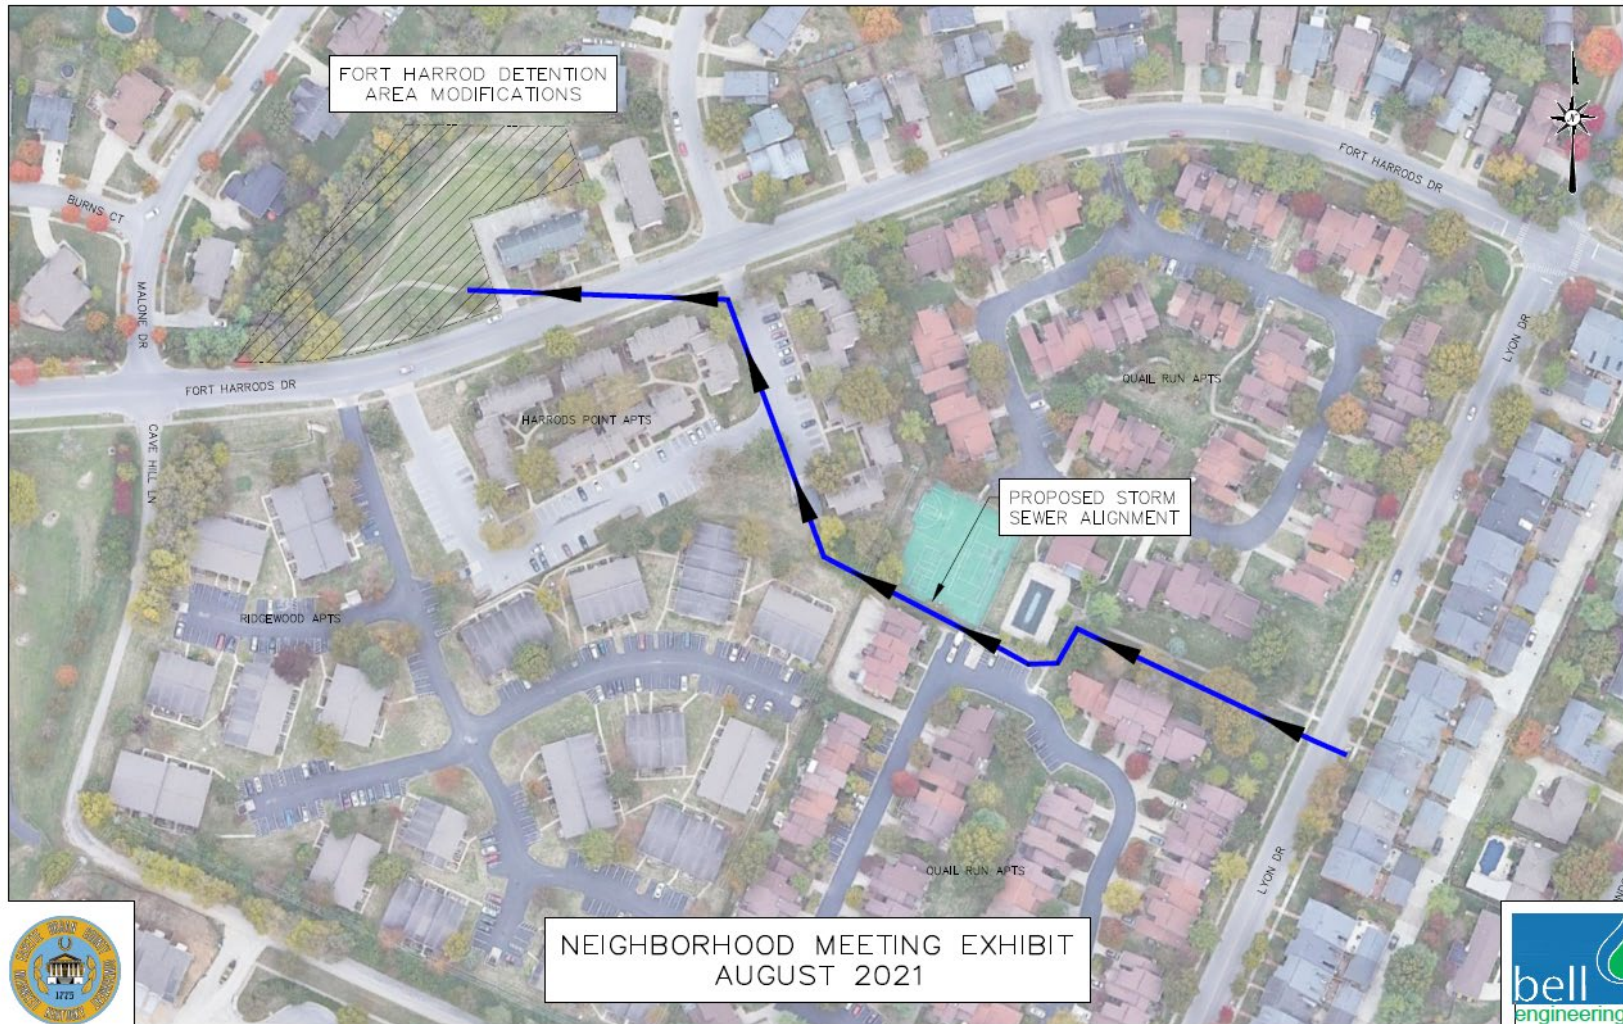 FORT HARROD DETENTION
AREA MODIFICATIONS
N
FORT HARRODS DR
BURNS CT
MALONE DR
LYON DR
QUAIL RUN APTS
FORT HARRODS DR
HARRODS POINT APTS
CAVE HILL LN
PROPOSED STORM
SEWER ALIGNMENT
RIDGEWOOD APTS
QUAIL RUN APTS
LYON DR
NEIGHBORHOOD MEETING EXHIBIT
AUGUST 2021
1775
bell
engineering